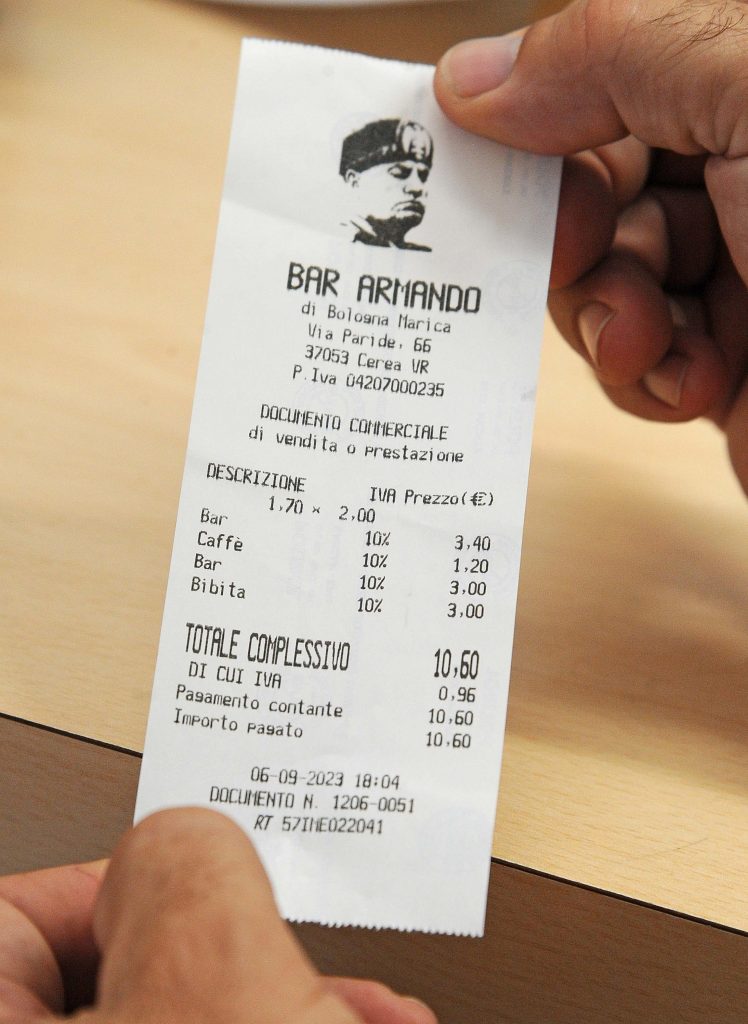 BAR ARMANDO
di Bologna Marica
Via Paride, 66
37053 Cerea VR
P.Iva 04207000235
DOCUMENTO COMMERCIALE
di vendita o prestazione
DESCRIZIONE IVA Prezzo(€)
1,70 × 2,00
Bar 10% 3,40
Caffè 10% 1,20
Bar 10% 3,00
Bibita 10% 3,00
TOTALE COMPLESSIVO 10,60
DI CUI IVA 0,96
Pagamento contante 10,60
Importo pagato 10,60
06-09-2023 18:04
DOCUMENTO N. 1206-0051
RT 57IME022041